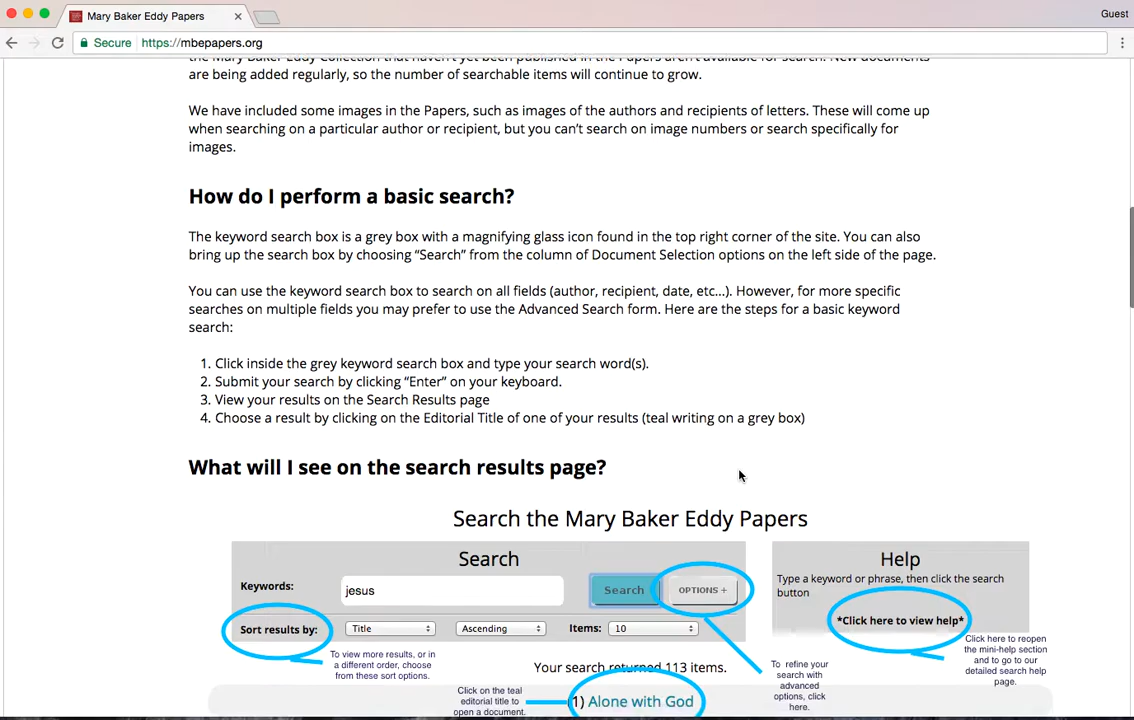 Mary Baker Eddy Papers
Guest
Secure https://mbepapers.org
the Mary Baker Eddy Collection that haven't yet been published in the Papers aren't available for search. New documents
are being added regularly, so the number of searchable items will continue to grow.
We have included some images in the Papers, such as images of the authors and recipients of letters. These will come up
when searching on a particular author or recipient, but you can't search on image numbers or search specifically for
images.
How do I perform a basic search?
The keyword search box is a grey box with a magnifying glass icon found in the top right corner of the site. You can also
bring up the search box by choosing “Search” from the column of Document Selection options on the left side of the page.
You can use the keyword search box to search on all fields (author, recipient, date, etc...). However, for more specific
searches on multiple fields you may prefer to use the Advanced Search form. Here are the steps for a basic keyword
search:
1. Click inside the grey keyword search box and type your search word(s).
2. Submit your search by clicking “Enter” on your keyboard.
3. View your results on the Search Results page
4. Choose a result by clicking on the Editorial Title of one of your results (teal writing on a grey box)
What will I see on the search results page?
Search the Mary Baker Eddy Papers
Search
Keywords: jesus Search OPTIONS +
Sort results by: Title Ascending Items: 10
Help
Type a keyword or phrase, then click the search
button
*Click here to view help*
To view more results, or in
a different order, choose
from these sort options.
Your search returned 113 items.
Click on the teal
editorial title to
open a document.
(1) Alone with God
To refine your
search with
advanced
options, click
here.
Click here to reopen
the mini-help section
and to go to our
detailed search help
page.